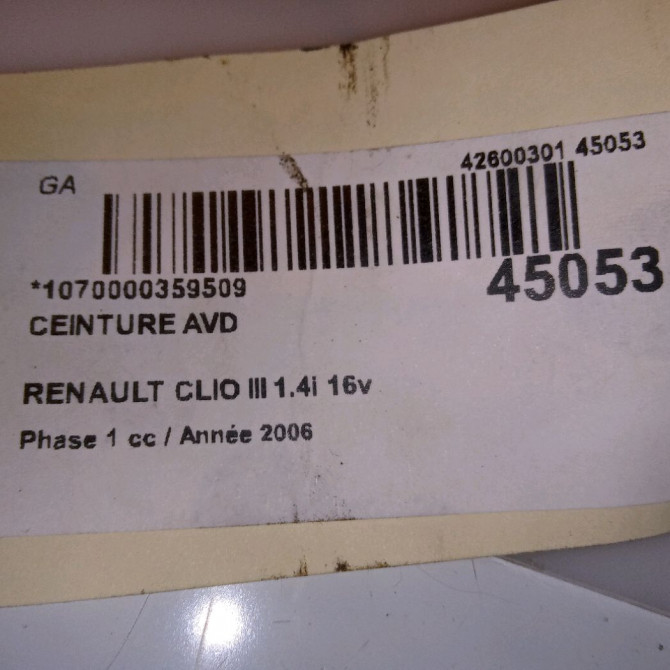 GA
42600301 45053
*1070000359509
45053
CEINTURE AVD
RENAULT CLIO III 1.4i 16v
Phase 1 cc / Année 2006